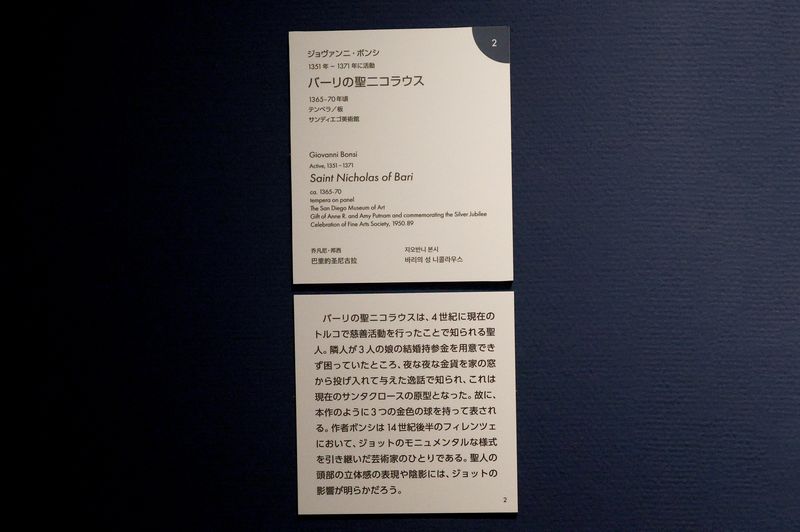 2
ジョヴァンニ・ボンシ
1351年 – 1371年に活動
バーリの聖ニコラウス
1365–70年頃
テンペラ／板
サンディエゴ美術館
Giovanni Bonsi
Active, 1351 – 1371
Saint Nicholas of Bari
ca. 1365-70
tempera on panel
The San Diego Museum of Art
Gift of Anne R. and Amy Putnam and commemorating the Silver Jubilee
Celebration of Fine Arts Society, 1950.89
乔凡尼·邦西
巴里的圣尼古拉
지오반니 본시
바리의 성 니콜라우스
バーリの聖ニコラウスは、4世紀に現在の
トルコで慈善活動を行ったことで知られる聖
人。隣人が3人の娘の結婚持参金を用意でき
ず困っていたところ、夜な夜な金貨を家の窓
から投げ入れて与えた逸話で知られ、これは
現在のサンタクロースの原型となった。故に、
本作のように3つの金色の球を持って表され
る。作者ボンシは14世紀後半のフィレンツェ
において、ジョットのモニュメンタルな様式
を引き継いだ芸術家のひとりである。聖人の
頭部の立体感の表現や陰影には、ジョットの
影響が明らかだろう。
2